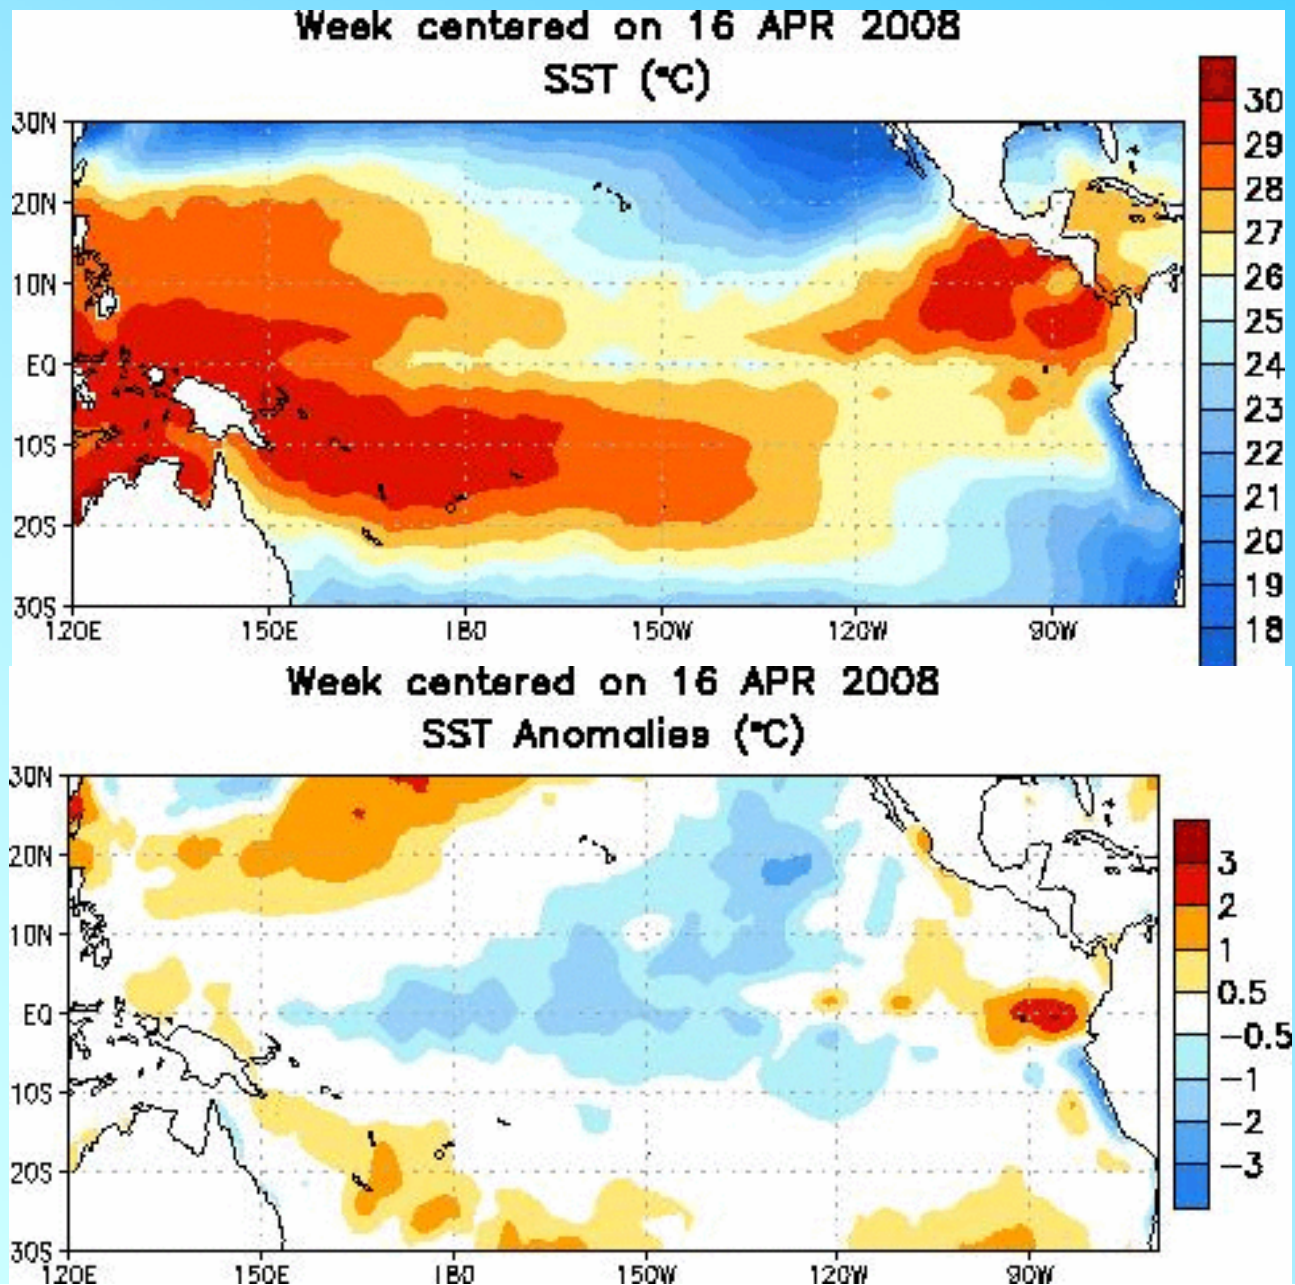 Week centered on 16 APR 2008
SST (°C)
30N
20N
10N
EQ
10S
20S
30S
120E 150E 180 150W 120W 90W
30
29
28
27
26
25
24
23
22
21
20
19
18
Week centered on 16 APR 2008
SST Anomalies (°C)
30N
20N
10N
EQ
10S
20S
30S
120E 150E 180 150W 120W 90W
3
2
1
0.5
-0.5
-1
-2
-3